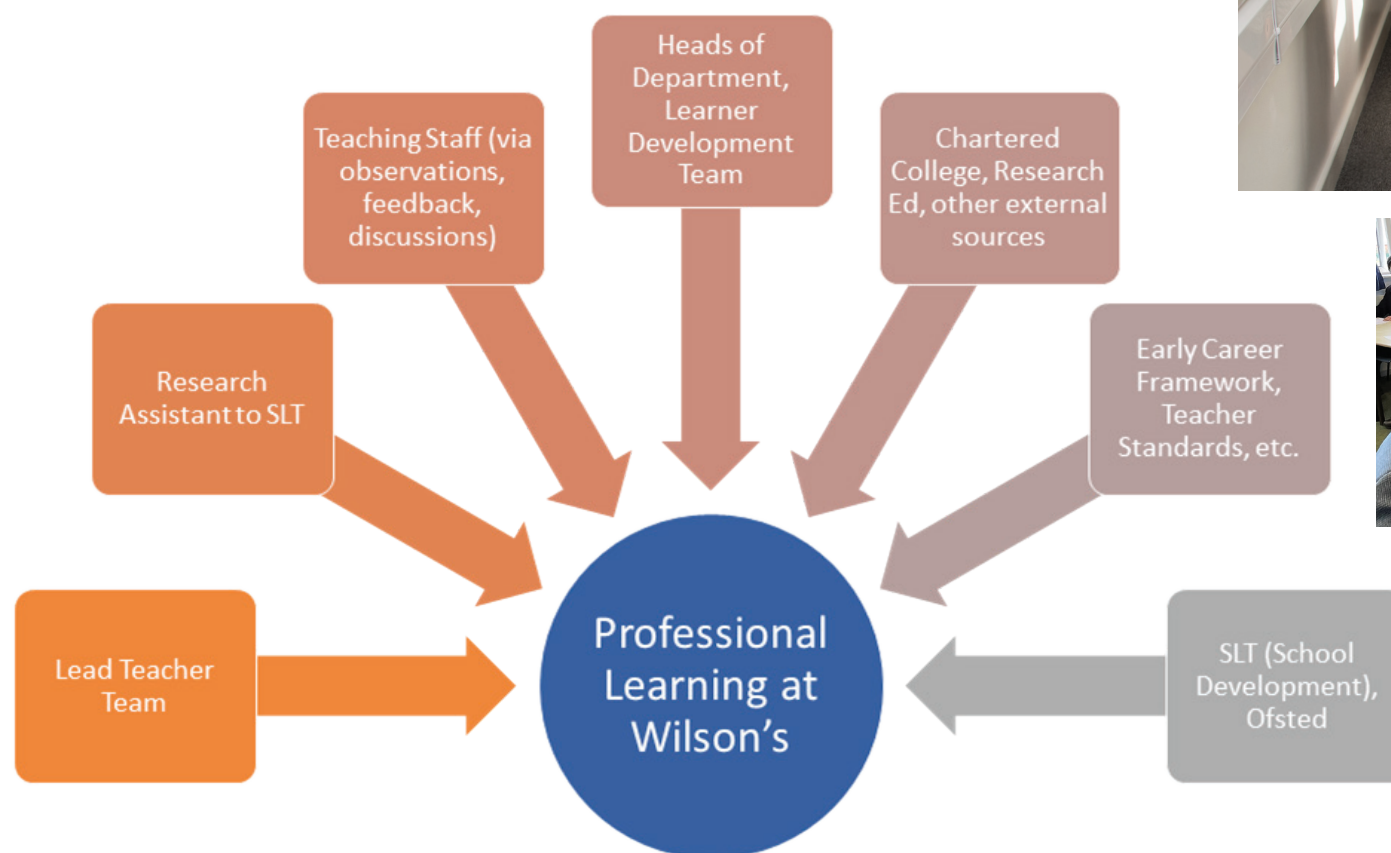 Heads of
Department,
Learner
Development
Team
Teaching Staff (via
observations,
feedback,
discussions)
Chartered
College, Research
Ed, other external
sources
Research
Assistant to SLT
Early Career
Framework,
Teacher
Standards, etc.
Lead Teacher
Team
Professional
Learning at
Wilson’s
SLT (School
Development),
Ofsted